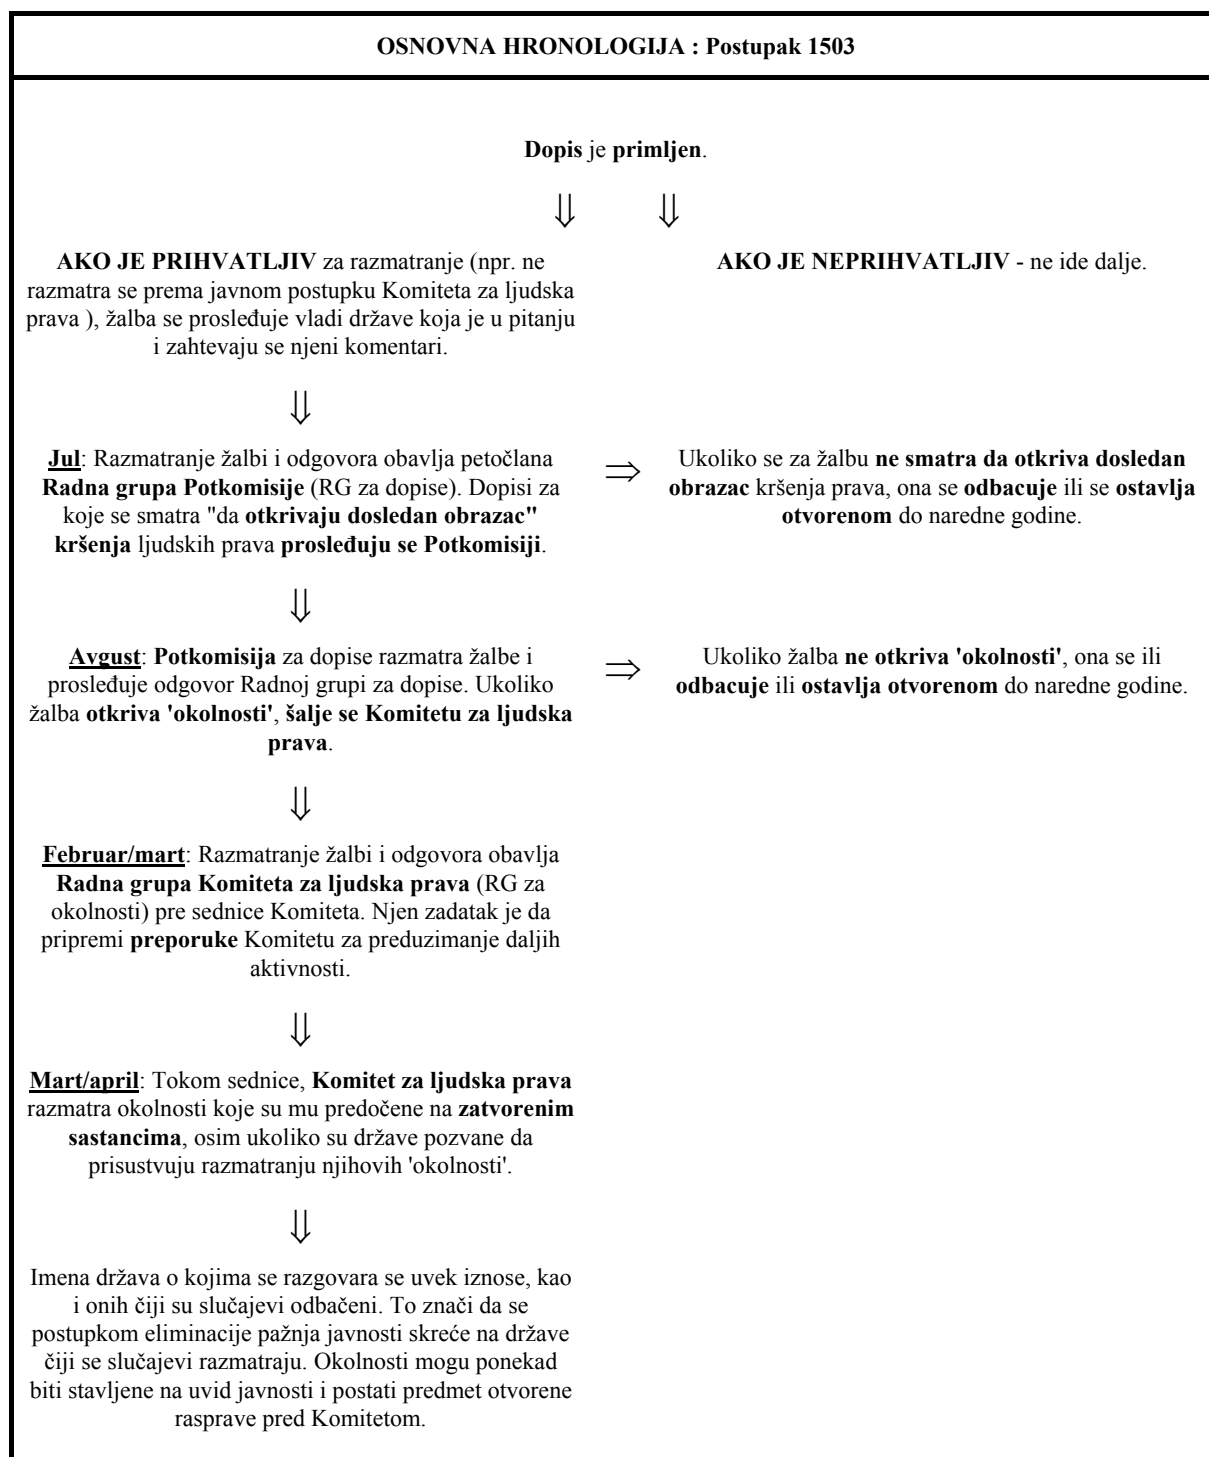 OSNOVNA HRONOLOGIJA : Postupak 1503
Dopis je primljen.
⇓ ⇓
AKO JE PRIHVATLJIV za razmatranje (npr. ne
razmatra se prema javnom postupku Komiteta za ljudska
prava ), žalba se prosleđuje vladi države koja je u pitanju
i zahtevaju se njeni komentari.
AKO JE NEPRIHVATLJIV - ne ide dalje.
⇓
Jul: Razmatranje žalbi i odgovora obavlja petočlana
Radna grupa Potkomisije (RG za dopise). Dopisi za
koje se smatra "da otkrivaju dosledan obrazac"
kršenja ljudskih prava prosleđuju se Potkomisiji.
⇒
Ukoliko se za žalbu ne smatra da otkriva dosledan
obrazac kršenja prava, ona se odbacuje ili se ostavlja
otvorenom do naredne godine.
⇓
Avgust: Potkomisija za dopise razmatra žalbe i
prosleđuje odgovor Radnoj grupi za dopise. Ukoliko
žalba otkriva 'okolnosti', šalje se Komitetu za ljudska
prava.
⇒
Ukoliko žalba ne otkriva 'okolnosti', ona se ili
odbacuje ili ostavlja otvorenom do naredne godine.
⇓
Februar/mart: Razmatranje žalbi i odgovora obavlja
Radna grupa Komiteta za ljudska prava (RG za
okolnosti) pre sednice Komiteta. Njen zadatak je da
pripremi preporuke Komitetu za preduzimanje daljih
aktivnosti.
⇓
Mart/april: Tokom sednice, Komitet za ljudska prava
razmatra okolnosti koje su mu predočene na zatvorenim
sastancima, osim ukoliko su države pozvane da
prisustvuju razmatranju njihovih 'okolnosti'.
⇓
Imena država o kojima se razgovara se uvek iznose, kao
i onih čiji su slučajevi odbačeni. To znači da se
postupkom eliminacije pažnja javnosti skreće na države
čiji se slučajevi razmatraju. Okolnosti mogu ponekad
biti stavljene na uvid javnosti i postati predmet otvorene
rasprave pred Komitetom.